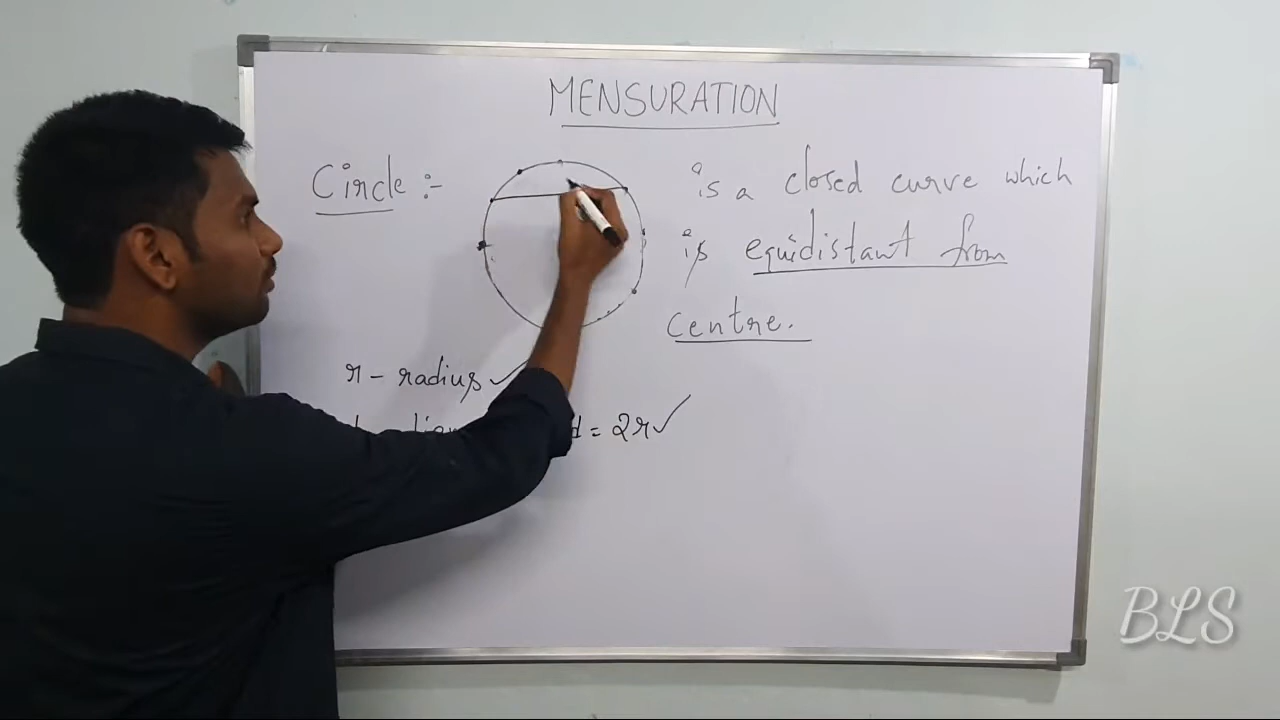 MENSURATION
Circle :-
is a closed curve which
is equidistant from
centre.
r - radius ✓
d = 2r ✓
BLS